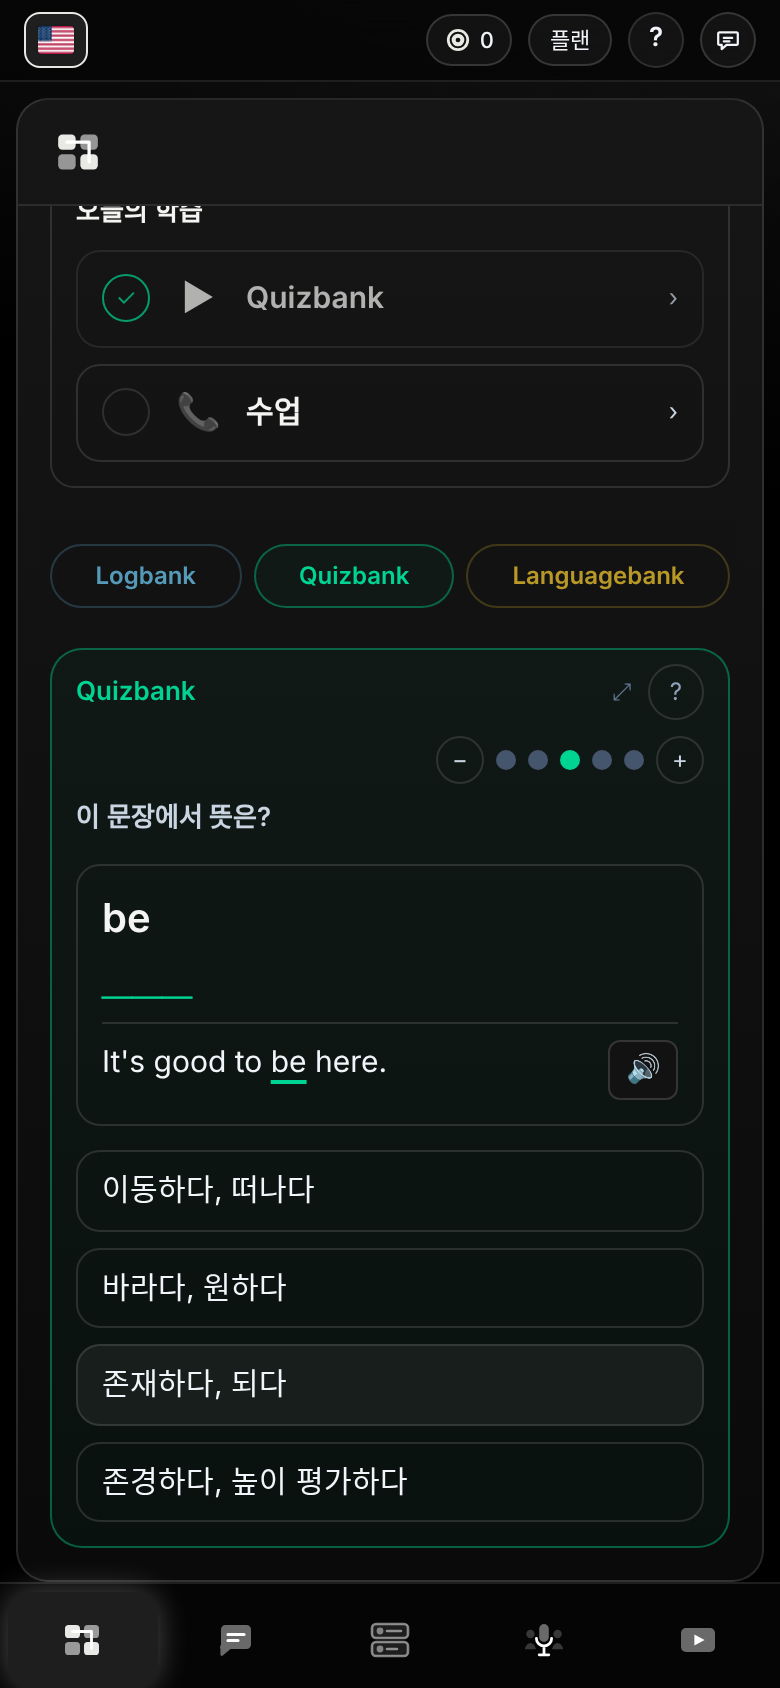 0
플랜
?
오늘의 학습
Quizbank
수업
Logbank
Quizbank
Languagebank
Quizbank
?
이 문장에서 뜻은?
be
It's good to be here.
이동하다, 떠나다
바라다, 원하다
존재하다, 되다
존경하다, 높이 평가하다